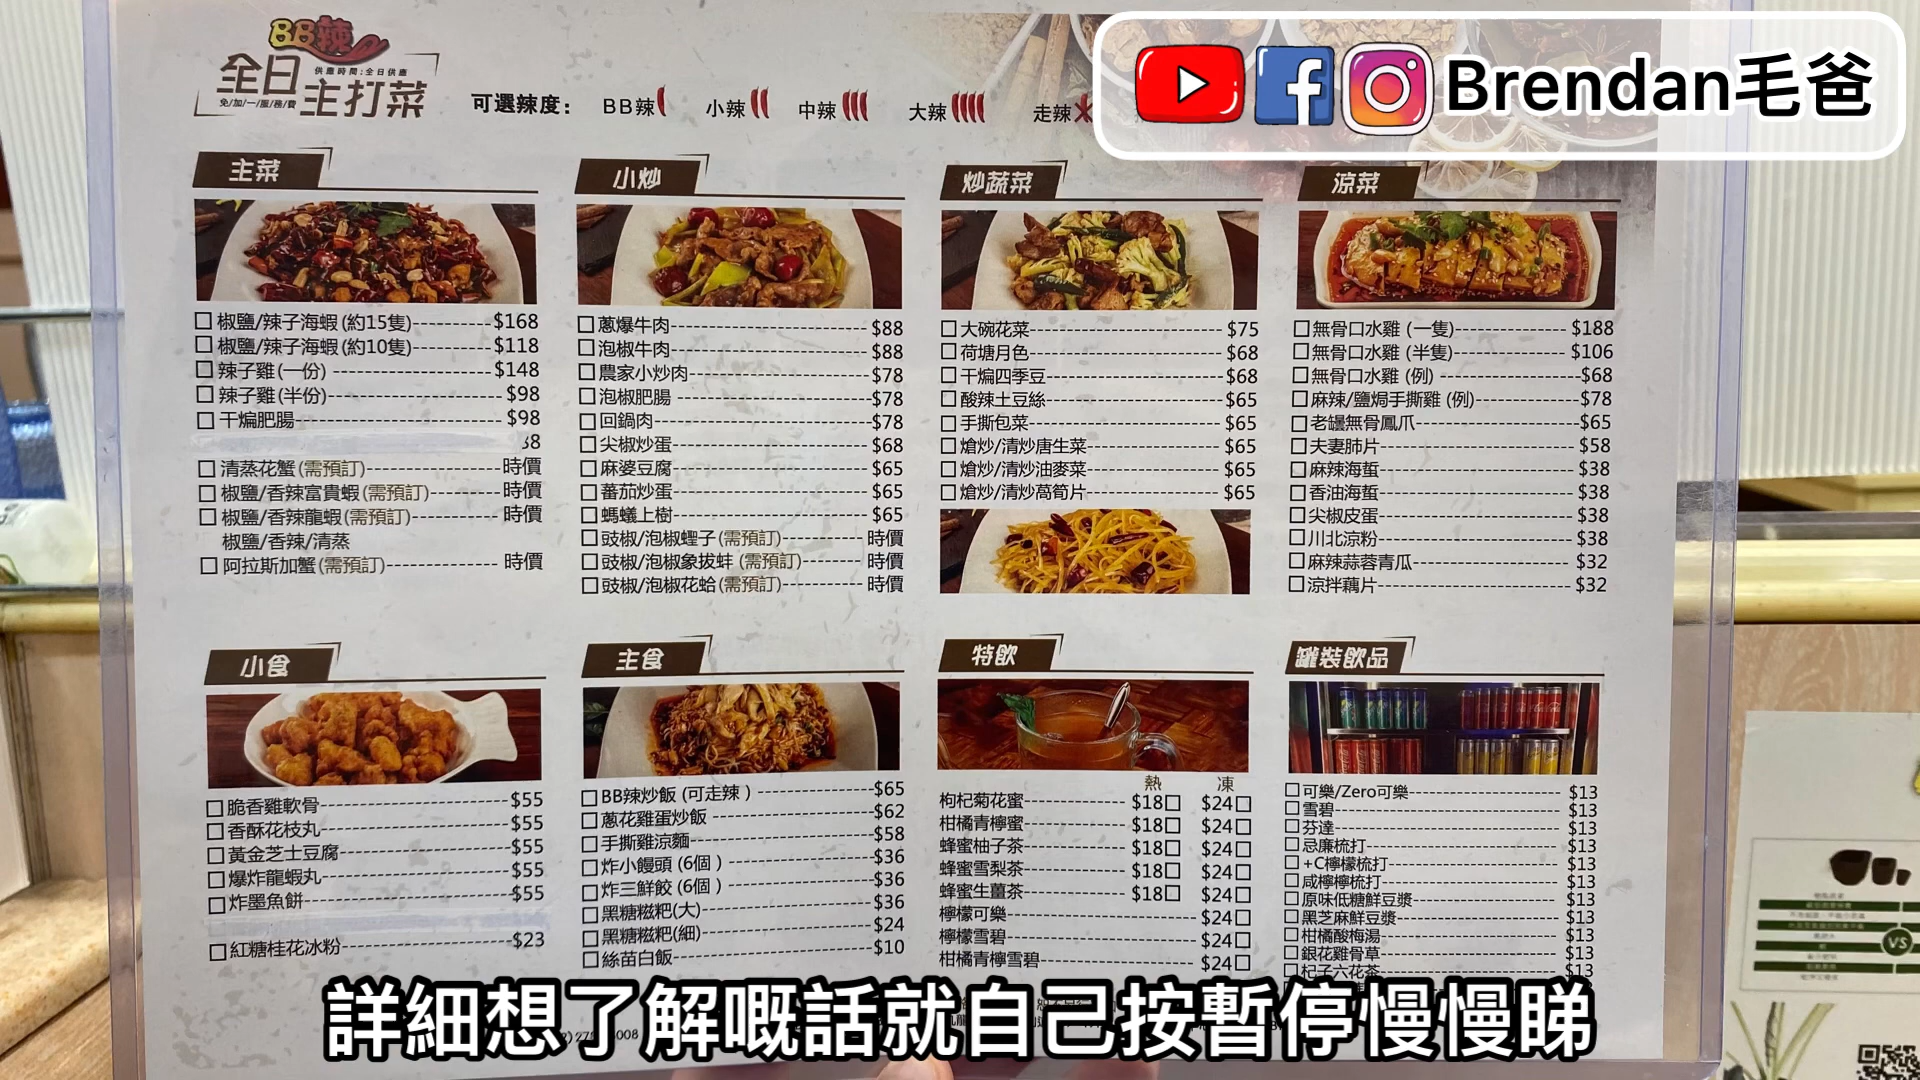 BB辣
全日主打菜
供應時間:全日供應
免/加/一/服/務/費
可選辣度： BB辣 小辣 中辣 大辣 走辣
Brendan毛爸
主菜
椒鹽/辣子海蝦(約15隻) $168
椒鹽/辣子海蝦(約10隻) $118
辣子雞(一份) $148
辣子雞(半份) $98
干煸肥腸 $98
清蒸花蟹(需預訂) 時價
椒鹽/香辣富貴蝦(需預訂) 時價
椒鹽/香辣龍蝦(需預訂) 時價
椒鹽/香辣/清蒸
阿拉斯加蟹(需預訂) 時價
小炒
蔥爆牛肉 $88
泡椒牛肉 $88
農家小炒肉 $78
泡椒肥腸 $78
回鍋肉 $78
尖椒炒蛋 $68
麻婆豆腐 $65
蕃茄炒蛋 $65
螞蟻上樹 $65
豉椒/泡椒蟶子(需預訂) 時價
豉椒/泡椒象拔蚌(需預訂) 時價
豉椒/泡椒花蛤(需預訂) 時價
炒蔬菜
大碗花菜 $75
荷塘月色 $68
干煸四季豆 $68
酸辣土豆絲 $65
手撕包菜 $65
熗炒/清炒唐生菜 $65
熗炒/清炒油麥菜 $65
熗炒/清炒萵筍片 $65
涼菜
無骨口水雞 (一隻) $188
無骨口水雞 (半隻) $106
無骨口水雞 (例) $68
麻辣/鹽焗手撕雞 (例) $78
老罈無骨鳳爪 $65
夫妻肺片 $58
麻辣海蜇 $38
香油海蜇 $38
尖椒皮蛋 $38
川北涼粉 $38
麻辣蒜蓉青瓜 $32
涼拌藕片 $32
小食
脆香雞軟骨 $55
香酥花枝丸 $55
黃金芝士豆腐 $55
爆炸龍蝦丸 $55
炸墨魚餅 $55
紅糖桂花冰粉 $23
主食
BB辣炒飯 (可走辣) $65
蔥花雞蛋炒飯 $62
手撕雞涼麵 $58
炸小饅頭 (6個) $36
炸三鮮餃 (6個) $36
黑糖糍粑(大) $36
黑糖糍粑(細) $24
絲苗白飯 $10
特飲
熱 凍
枸杞菊花蜜 $18 $24
柑橘青檸蜜 $18 $24
蜂蜜柚子茶 $18 $24
蜂蜜雪梨茶 $18 $24
蜂蜜生薑茶 $18 $24
檸檬可樂 $24
檸檬雪碧 $24
柑橘青檸雪碧 $24
罐裝飲品
可樂/Zero可樂 $13
雪碧 $13
芬達 $13
忌廉梳打 $13
+C檸檬梳打 $13
咸檸檸梳打 $13
原味低糖鮮豆漿 $13
黑芝麻鮮豆漿 $13
柑橘酸梅湯 $13
銀花雞骨草 $13
杞子六花茶 $13
VS
詳細想了解嘅話就自己按暫停慢慢睇